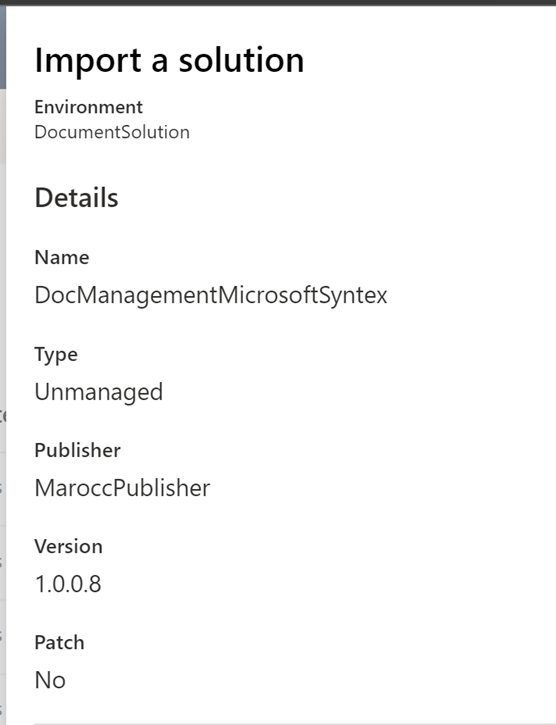 Import a solution
Environment
DocumentSolution
Details
Name
DocManagementMicrosoftSyntex
Type
Unmanaged
Publisher
MaroccPublisher
Version
1.0.0.8
Patch
No